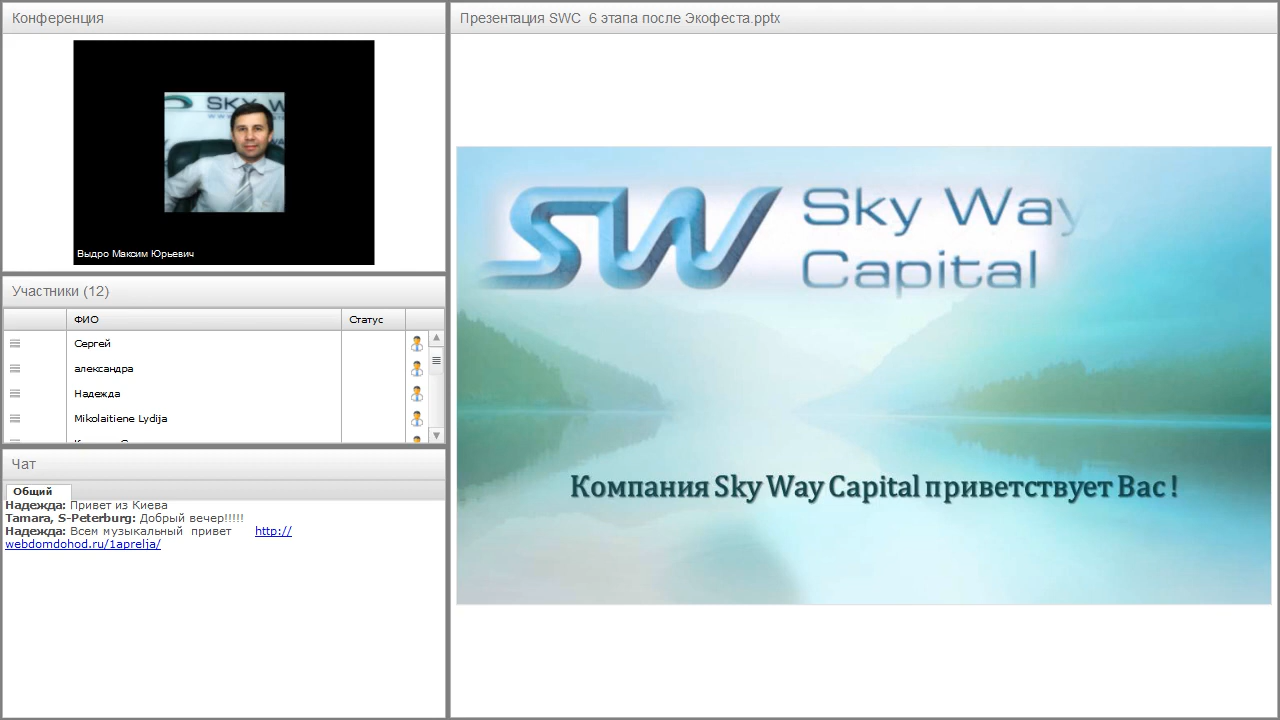 Конференция
SKY W
Выдро Максим Юрьевич
Участники (12)
ФИО
Статус
Сергей
александра
Надежда
Mikolaitiene Lydija
Чат
Общий
Надежда: Привет из Киева
Tamara, S-Peterburg: Добрый вечер!!!!!
Надежда: Всем музыкальный привет http://
webdomdohod.ru/1aprelja/
Презентация SWC 6 этапа после Экофеста.pptx
SW
Sky Way
Capital
Компания Sky Way Capital приветствует Вас !